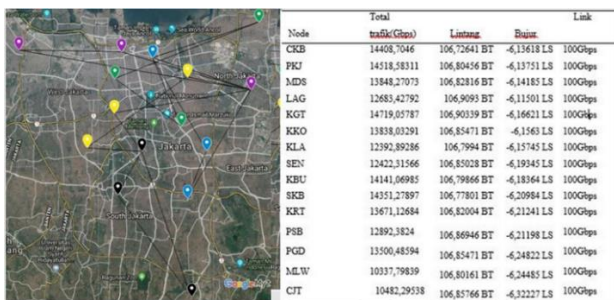 North Jakarta
West Jakarta
Jakarta
East Jakarta
South Jakarta
Google My
Total Link
Node trafik(Gbps) Lintang Bujur
CKB 14408,7046 106,72641 BT -6,13618 LS 100Gbps
PKJ 14518,58311 106,80456 BT -6,13751 LS 100Gbps
MDS 13848,27073 106,82816 BT -6,14185 LS 100Gbps
LAG 12683,42792 106,9093 BT -6,11501 LS 100Gbps
KGT 14719,05787 106,90339 BT -6,16621 LS 100Gbps
KKO 13838,03291 106,85471 BT -6,1563 LS 100Gbps
KLA 12392,89286 106,7994 BT -6,15745 LS 100Gbps
SEN 12422,31566 106,85028 BT -6,19345 LS 100Gbps
KBU 14141,06985 106,79866 BT -6,18364 LS 100Gbps
SKB 14351,27897 106,77801 BT -6,20984 LS 100Gbps
KRT 13671,12684 106,82004 BT -6,21241 LS 100Gbps
PSB 12892,3824 106,86946 BT -6,21198 LS 100Gbps
PGD 13500,48594 106,85471 BT -6,24822 LS 100Gbps
MLW 10337,79839 106,80161 BT -6,24485 LS 100Gbps
CJT 10482,29538 106,85766 BT -6,32227 LS 100Gbps